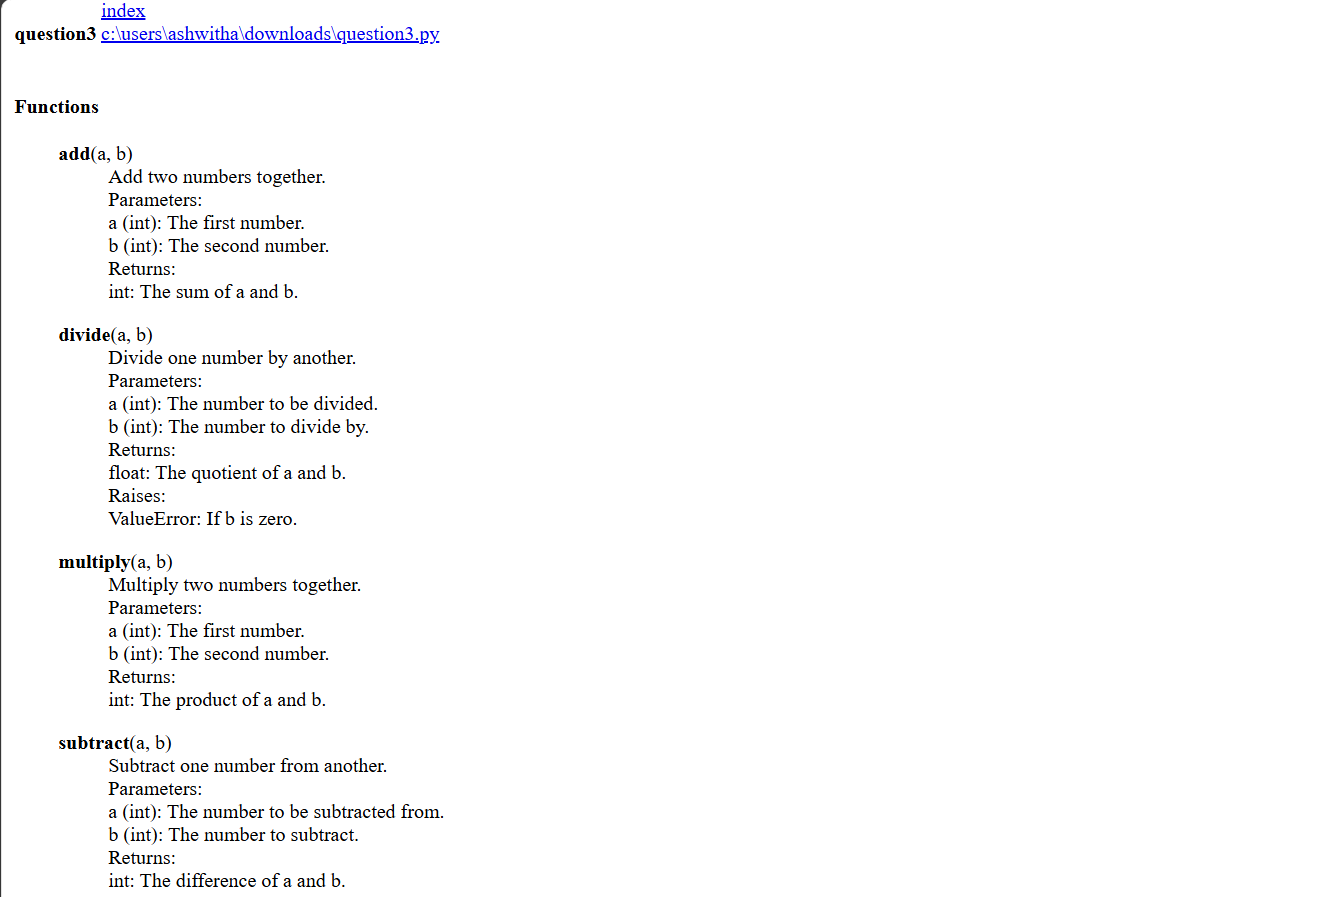 index
question3 c:\users\ashwitha\downloads\question3.py
Functions
add(a, b)
Add two numbers together.
Parameters:
a (int): The first number.
b (int): The second number.
Returns:
int: The sum of a and b.
divide(a, b)
Divide one number by another.
Parameters:
a (int): The number to be divided.
b (int): The number to divide by.
Returns:
float: The quotient of a and b.
Raises:
ValueError: If b is zero.
multiply(a, b)
Multiply two numbers together.
Parameters:
a (int): The first number.
b (int): The second number.
Returns:
int: The product of a and b.
subtract(a, b)
Subtract one number from another.
Parameters:
a (int): The number to be subtracted from.
b (int): The number to subtract.
Returns:
int: The difference of a and b.